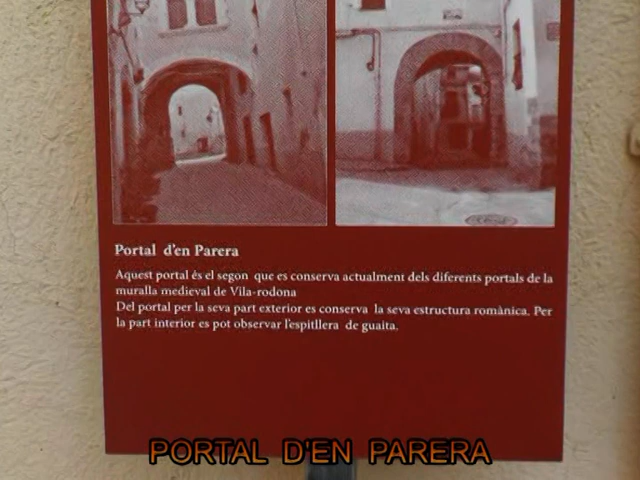 Portal d'en Parera
Aquest portal és el segon que es conserva actualment dels diferents portals de la
muralla medieval de Vila-rodona
Del portal per la seva part exterior es conserva la seva estructura romànica. Per
la part interior es pot observar l'espitllera de guaita.
PORTAL D'EN PARERA